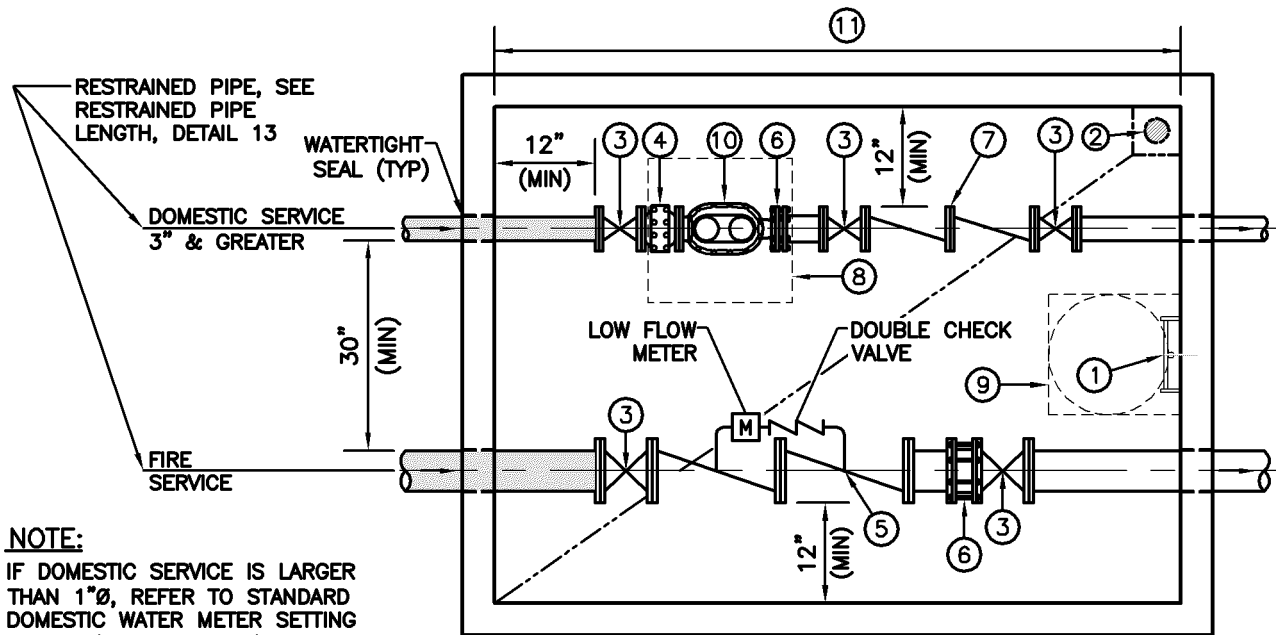 11
RESTRAINED PIPE, SEE
RESTRAINED PIPE
LENGTH, DETAIL 13
WATERTIGHT
SEAL (TYP)
12"
(MIN)
3
4
10
6
3
12"
(MIN)
7
3
2
DOMESTIC SERVICE
3" & GREATER
8
30"
(MIN)
LOW FLOW
METER
DOUBLE CHECK
VALVE
9
1
3
M
FIRE
SERVICE
5
6
3
12"
(MIN)
NOTE:
IF DOMESTIC SERVICE IS LARGER
THAN 1"Ø, REFER TO STANDARD
DOMESTIC WATER METER SETTING